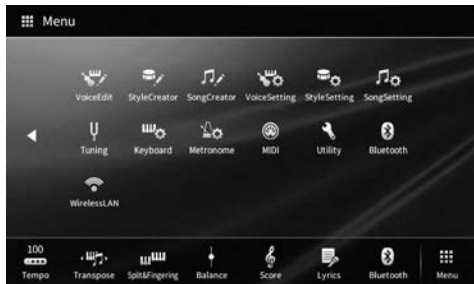 Menu
VoiceEdit StyleCreator SongCreator VoiceSetting StyleSetting SongSetting
Tuning Keyboard Metronome MIDI Utility Bluetooth
WirelessLAN
100
Tempo Transpose Split&Fingering Balance Score Lyrics Bluetooth Menu